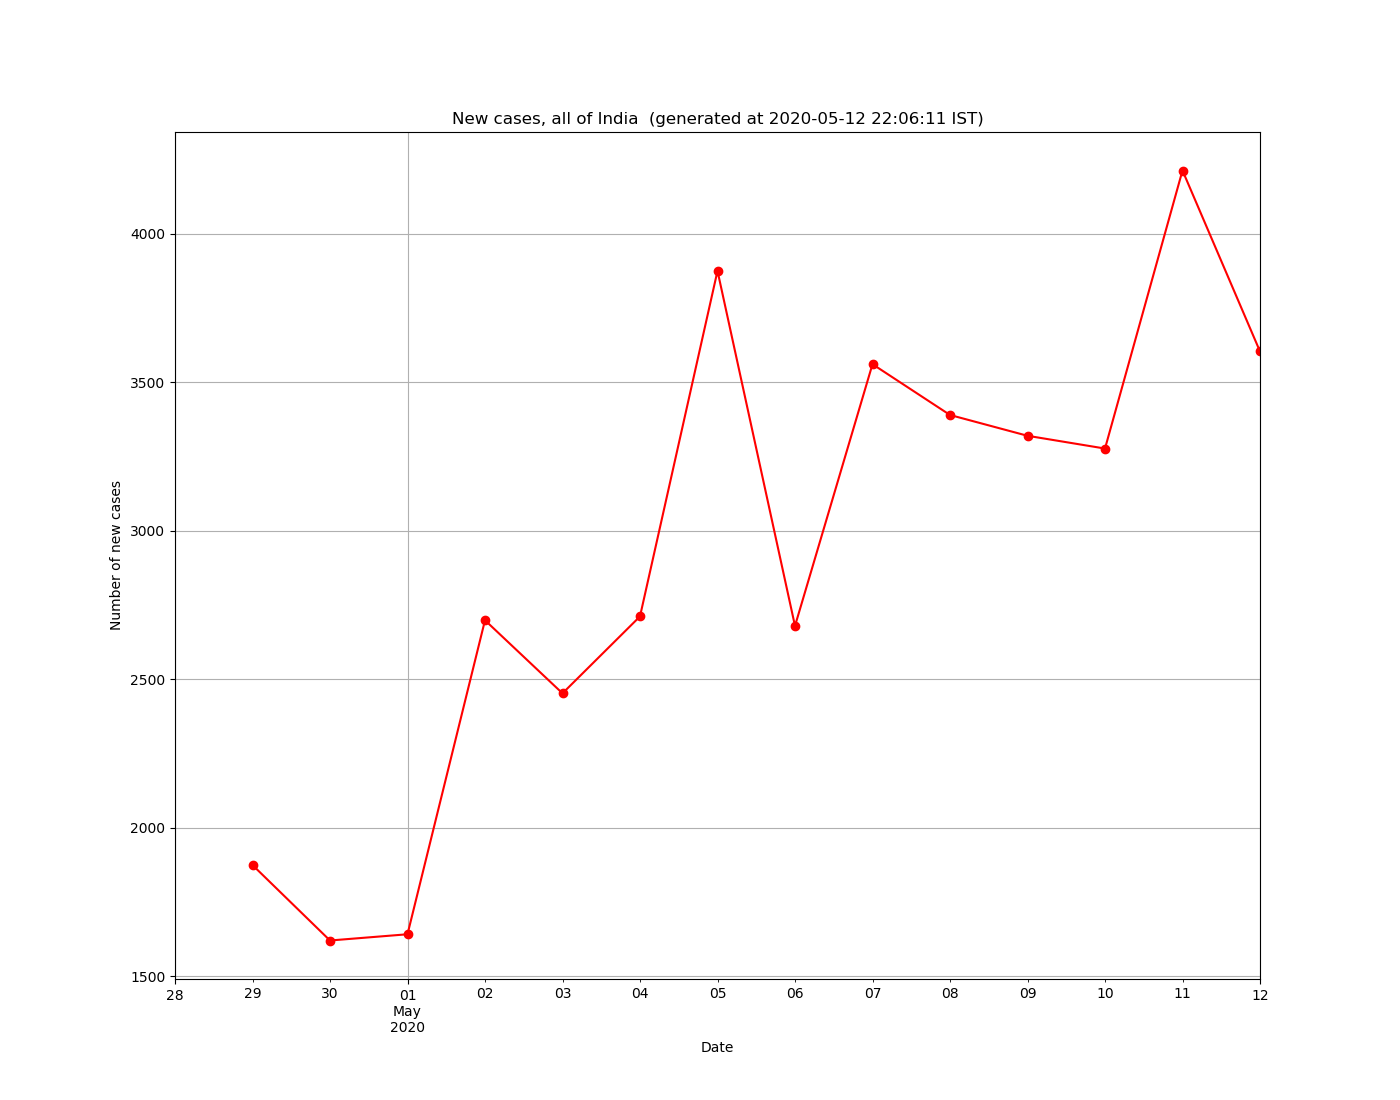 New cases, all of India  (generated at 2020-05-12 22:06:11 IST)
Number of new cases
4000
3500
3000
2500
2000
1500
28 29 30 01 02 03 04 05 06 07 08 09 10 11 12
May
2020
Date